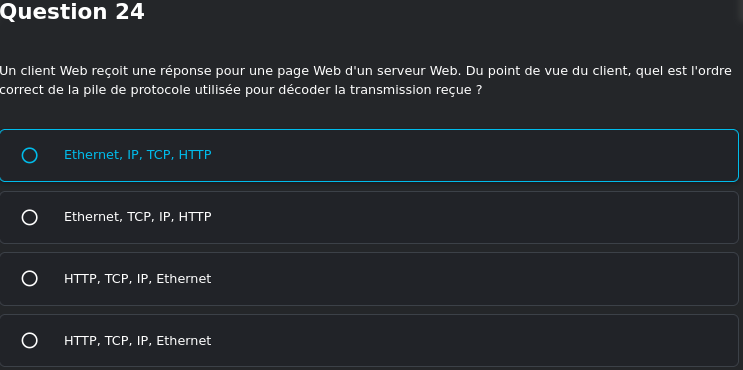 Question 24
Un client Web reçoit une réponse pour une page Web d'un serveur Web. Du point de vue du client, quel est l'ordre
correct de la pile de protocole utilisée pour décoder la transmission reçue ?
Ethernet, IP, TCP, HTTP
Ethernet, TCP, IP, HTTP
HTTP, TCP, IP, Ethernet
HTTP, TCP, IP, Ethernet